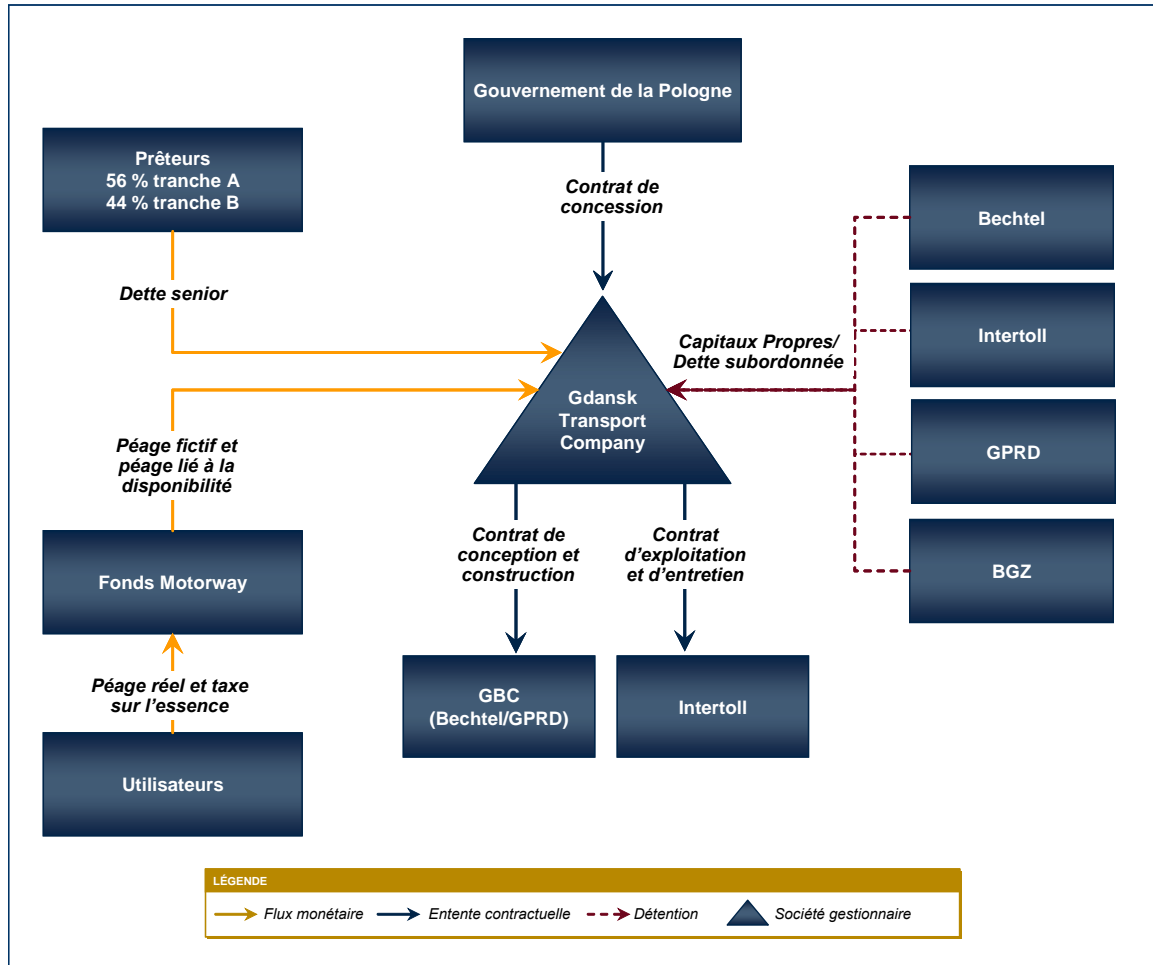 Gouvernement de la Pologne
Prêteurs
56 % tranche A
44 % tranche B
Contrat de
concession
Bechtel
Dette senior
Intertoll
Capitaux Propres/
Dette subordonnée
Gdansk
Transport
Company
GPRD
Péage fictif et
péage lié à la
disponibilité
Contrat de
conception et
construction
Contrat
d'exploitation
et d'entretien
BGZ
Fonds Motorway
Péage réel et taxe
sur l'essence
GBC
(Bechtel/GPRD)
Intertoll
Utilisateurs
LÉGENDE
Flux monétaire
Entente contractuelle
Détention
Société gestionnaire